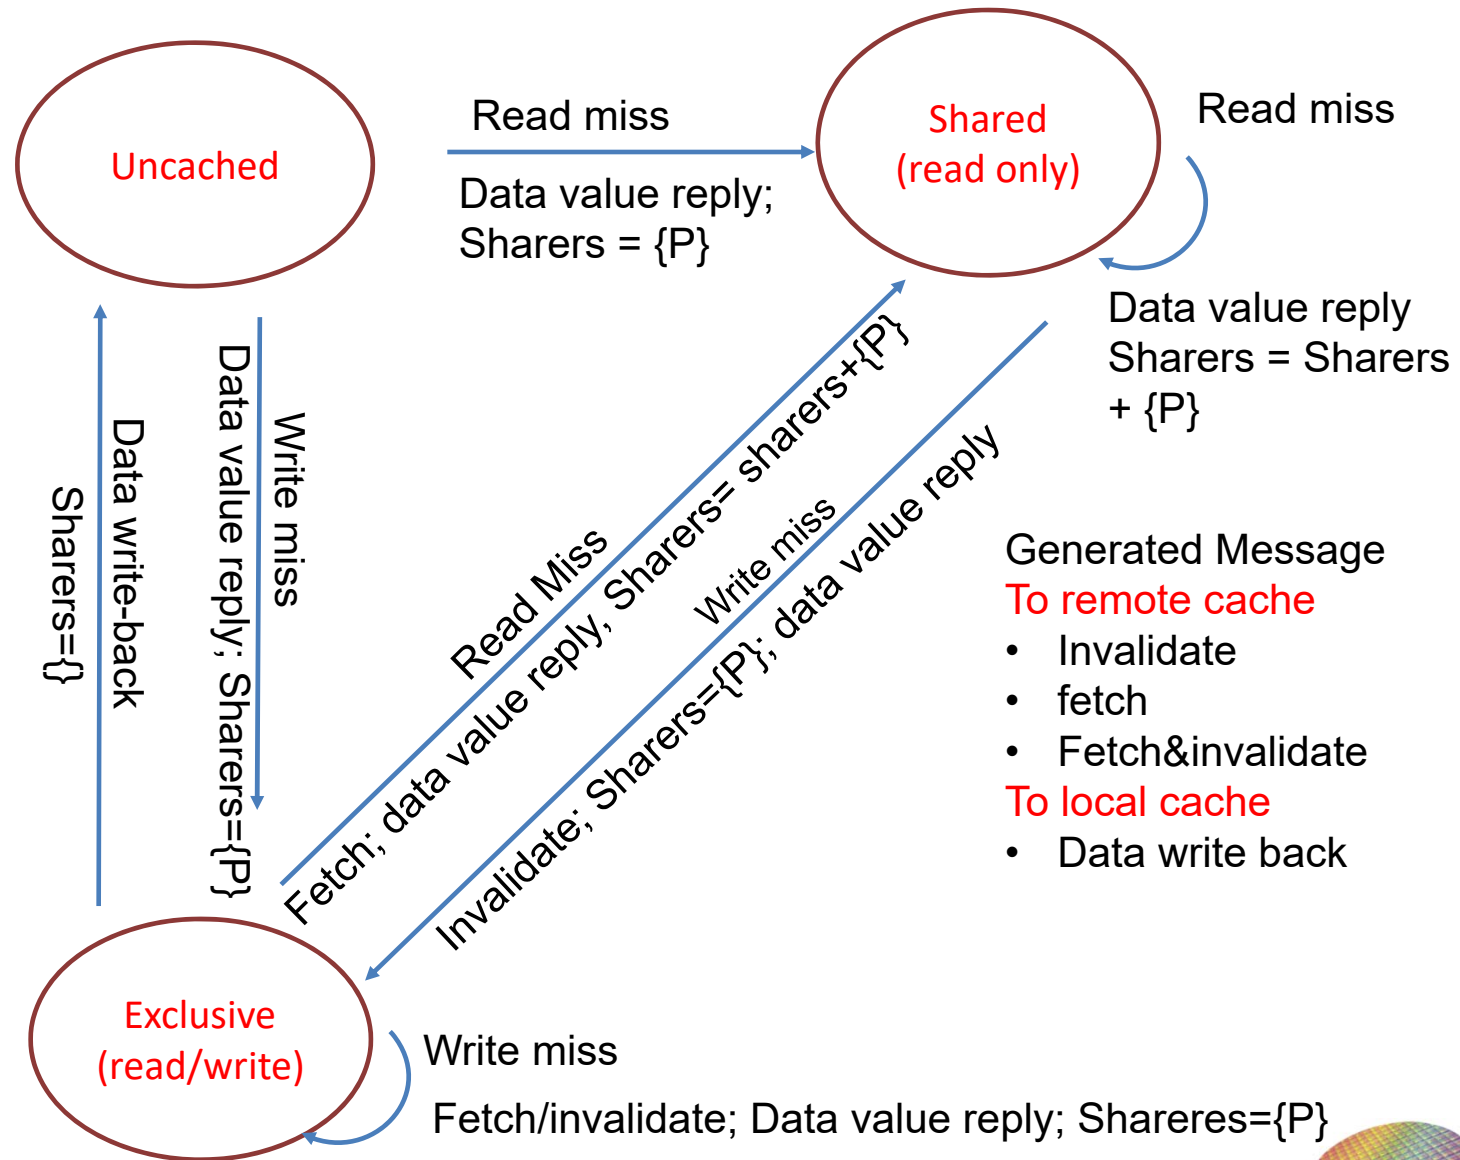 Uncached
Read miss
Data value reply;
Sharers = {P}
Shared
(read only)
Read miss
Data value reply
Sharers = Sharers
+ {P}
Data write-back
Sharers={}
Write miss
Data value reply; Sharers={P}
Read Miss
Fetch; data value reply, Sharers= sharers+{P}
Write miss
Invalidate; Sharers={P}; data value reply
Generated Message
To remote cache
• Invalidate
• fetch
• Fetch&invalidate
To local cache
• Data write back
Exclusive
(read/write)
Write miss
Fetch/invalidate; Data value reply; Shareres={P}